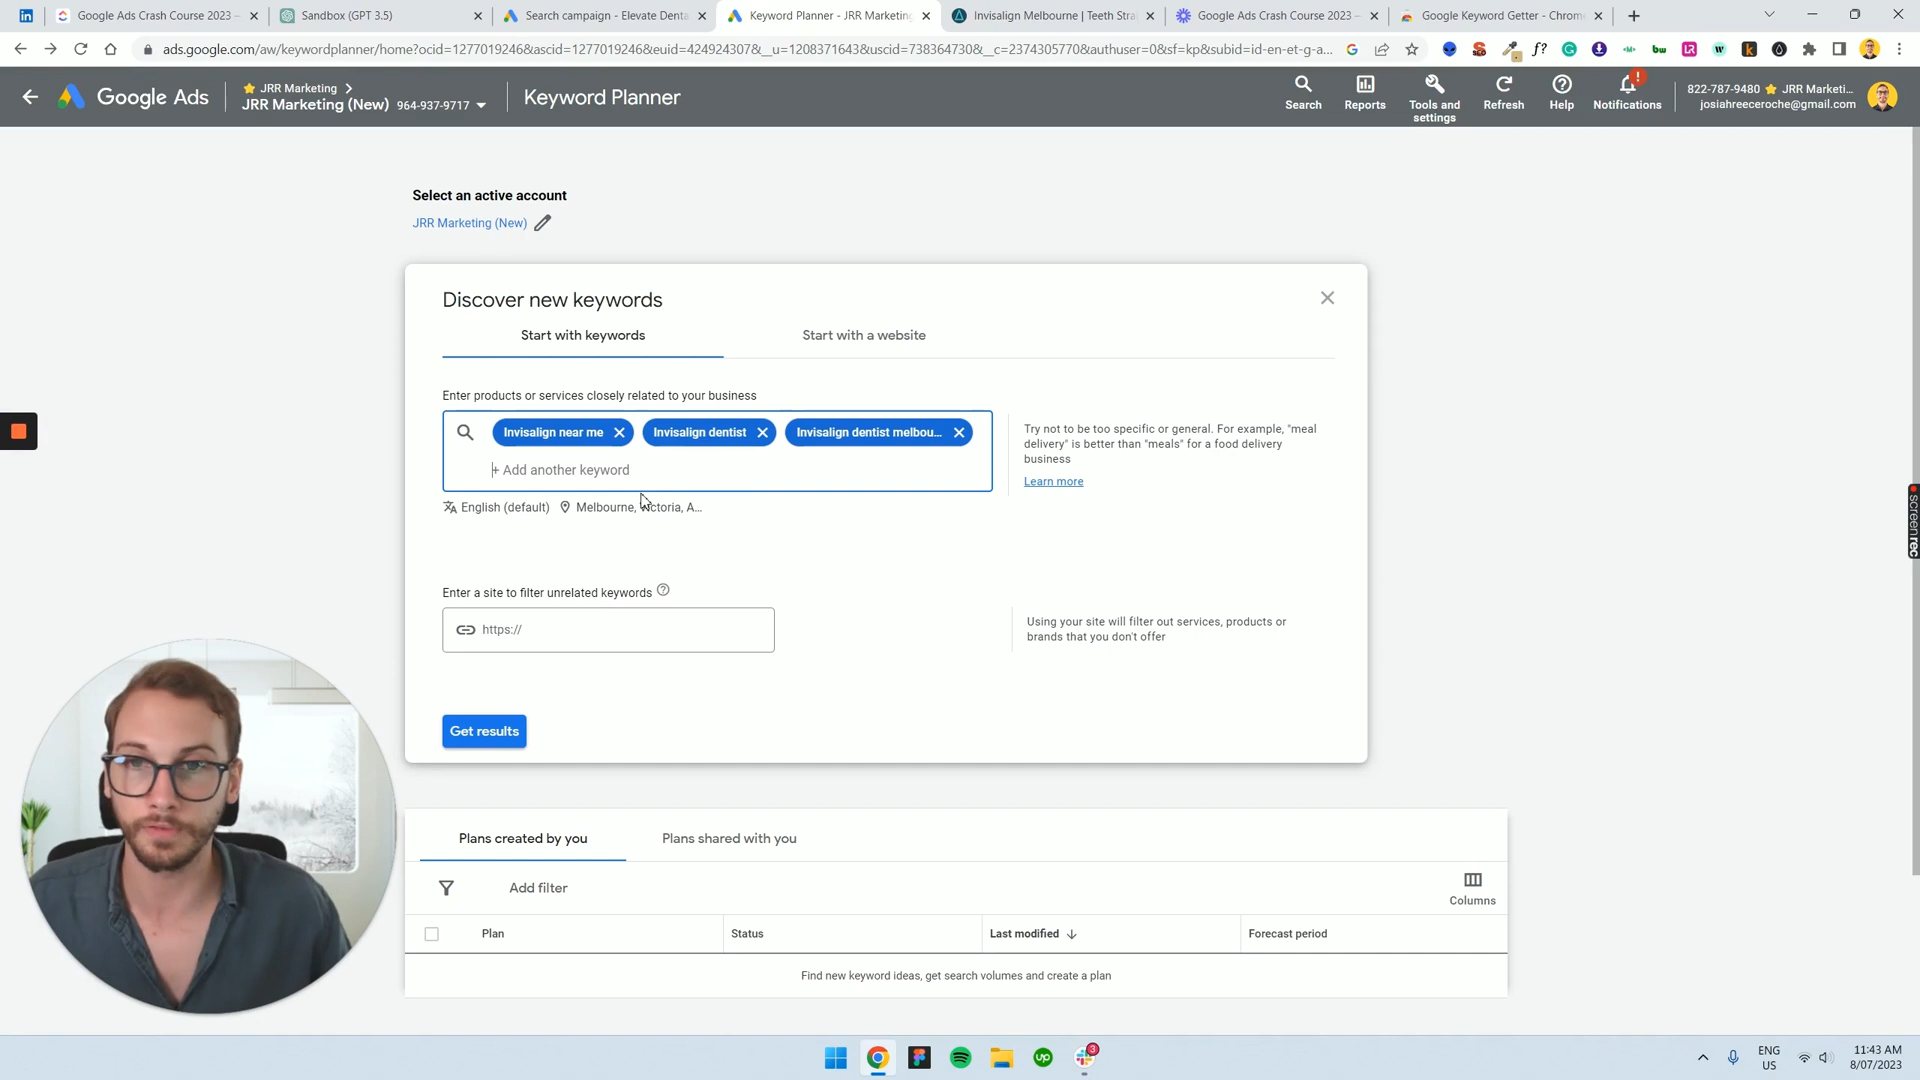 Google Ads Crash Course 2023 –
Sandbox (GPT 3.5)
Search campaign - Elevate Denta
Keyword Planner - JRR Marketing
Invisalign Melbourne | Teeth Stra
Google Ads Crash Course 2023 –
Google Keyword Getter - Chrom
ads.google.com/aw/keywordplanner/home?ocid=1277019246&ascid=1277019246&euid=424924307&__u=1208371643&uscid=738364730&__c=2374305770&authuser=0&sf=kp&subid=id-en-et-g-a...
Google Ads
JRR Marketing
JRR Marketing (New) 964-937-9717
Keyword Planner
Search
Reports
Tools and
settings
Refresh
Help
Notifications
822-787-9480 JRR Marketi...
josiahreeceroche@gmail.com
Select an active account
JRR Marketing (New)
Discover new keywords
Start with keywords
Start with a website
Enter products or services closely related to your business
Invisalign near me
Invisalign dentist
Invisalign dentist melbou...
+ Add another keyword
Try not to be too specific or general. For example, "meal
delivery" is better than "meals" for a food delivery
business
Learn more
English (default)
Melbourne, Victoria, A...
Enter a site to filter unrelated keywords
https://
Using your site will filter out services, products or
brands that you don't offer
Get results
Plans created by you
Plans shared with you
Add filter
Columns
Plan
Status
Last modified
Forecast period
Find new keyword ideas, get search volumes and create a plan
screenrec
ENG
US
11:43 AM
8/07/2023